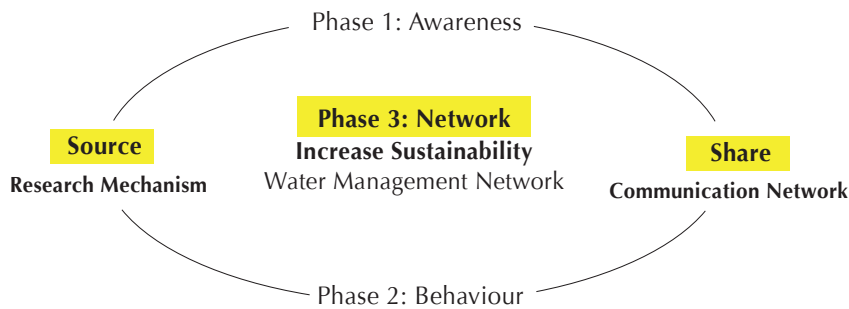 Phase 1: Awareness
Phase 3: Network
Increase Sustainability
Water Management Network
Source
Research Mechanism
Share
Communication Network
Phase 2: Behaviour